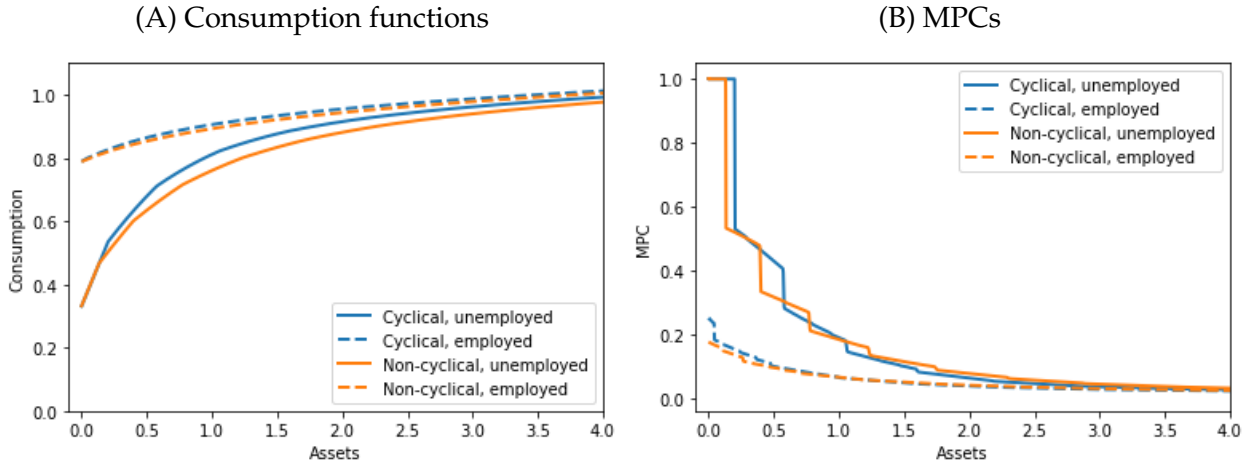 (A) Consumption functions
Consumption
1.0
0.8
0.6
0.4
0.2
0.0
Cyclical, unemployed
Cyclical, employed
Non-cyclical, unemployed
Non-cyclical, employed
0.0 0.5 1.0 1.5 2.0 2.5 3.0 3.5 4.0
Assets
(B) MPCs
MPC
1.0
0.8
0.6
0.4
0.2
0.0
Cyclical, unemployed
Cyclical, employed
Non-cyclical, unemployed
Non-cyclical, employed
0.0 0.5 1.0 1.5 2.0 2.5 3.0 3.5 4.0
Assets